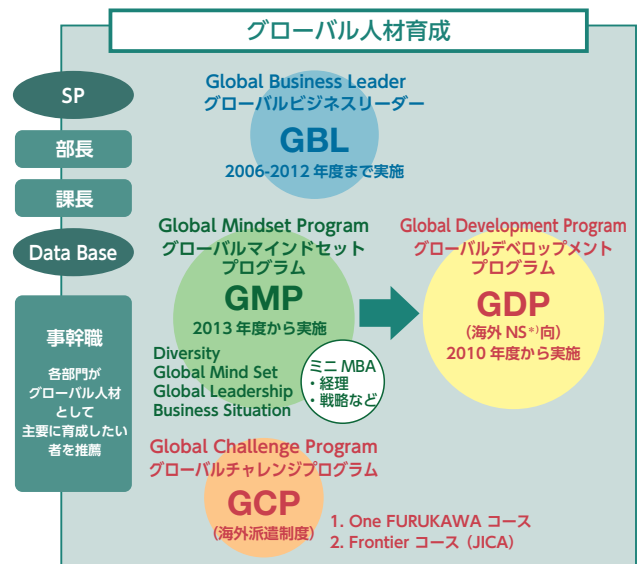 グローバル人材育成
SP
部長
課長
Data Base
事幹職
各部門が
グローバル人材
として
主要に育成したい
者を推薦
Global Business Leader
グローバルビジネスリーダー
GBL
2006-2012 年度まで実施
Global Mindset Program
グローバルマインドセット
プログラム
GMP
2013 年度から実施
Diversity
Global Mind Set
Global Leadership
Business Situation
ミニ MBA
・経理
・戦略など
Global Development Program
グローバルデベロップメント
プログラム
GDP
(海外 NS*)向)
2010 年度から実施
Global Challenge Program
グローバルチャレンジプログラム
GCP
(海外派遣制度)
1. One FURUKAWA コース
2. Frontier コース (JICA)